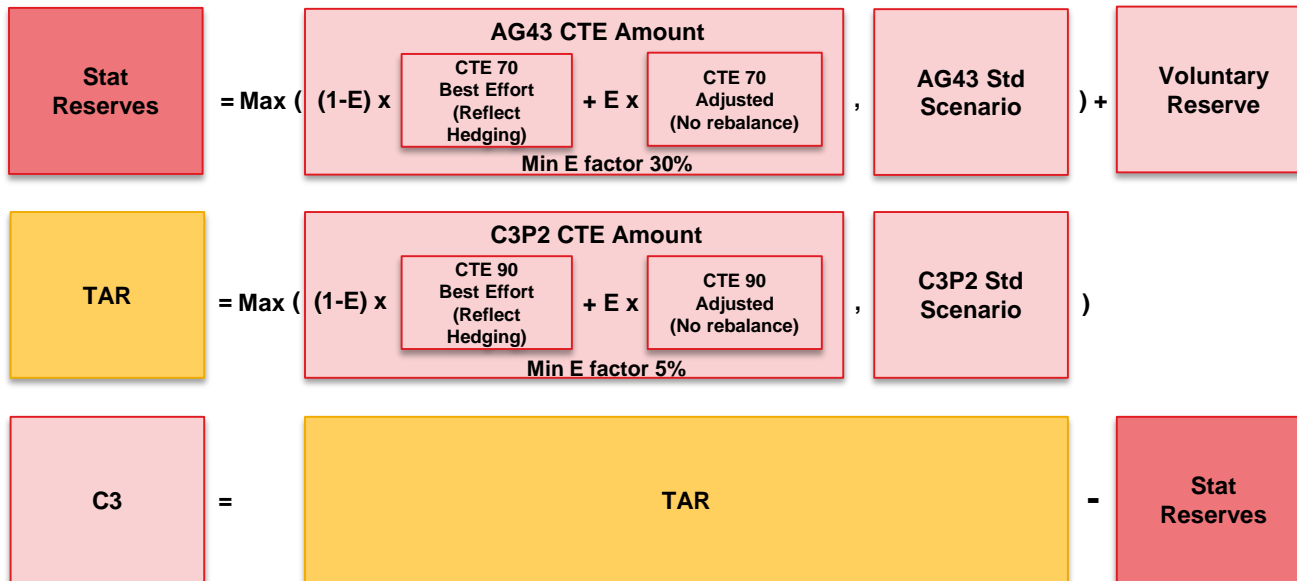 AG43 CTE Amount
Stat
Reserves
= Max (
(1-E) x
CTE 70
Best Effort
(Reflect
Hedging)
+ E x
CTE 70
Adjusted
(No rebalance)
Min E factor 30%
,
AG43 Std
Scenario
) +
Voluntary
Reserve
C3P2 CTE Amount
TAR
= Max (
(1-E) x
CTE 90
Best Effort
(Reflect
Hedging)
+ E x
CTE 90
Adjusted
(No rebalance)
Min E factor 5%
,
C3P2 Std
Scenario
)
C3
=
TAR
-
Stat
Reserves